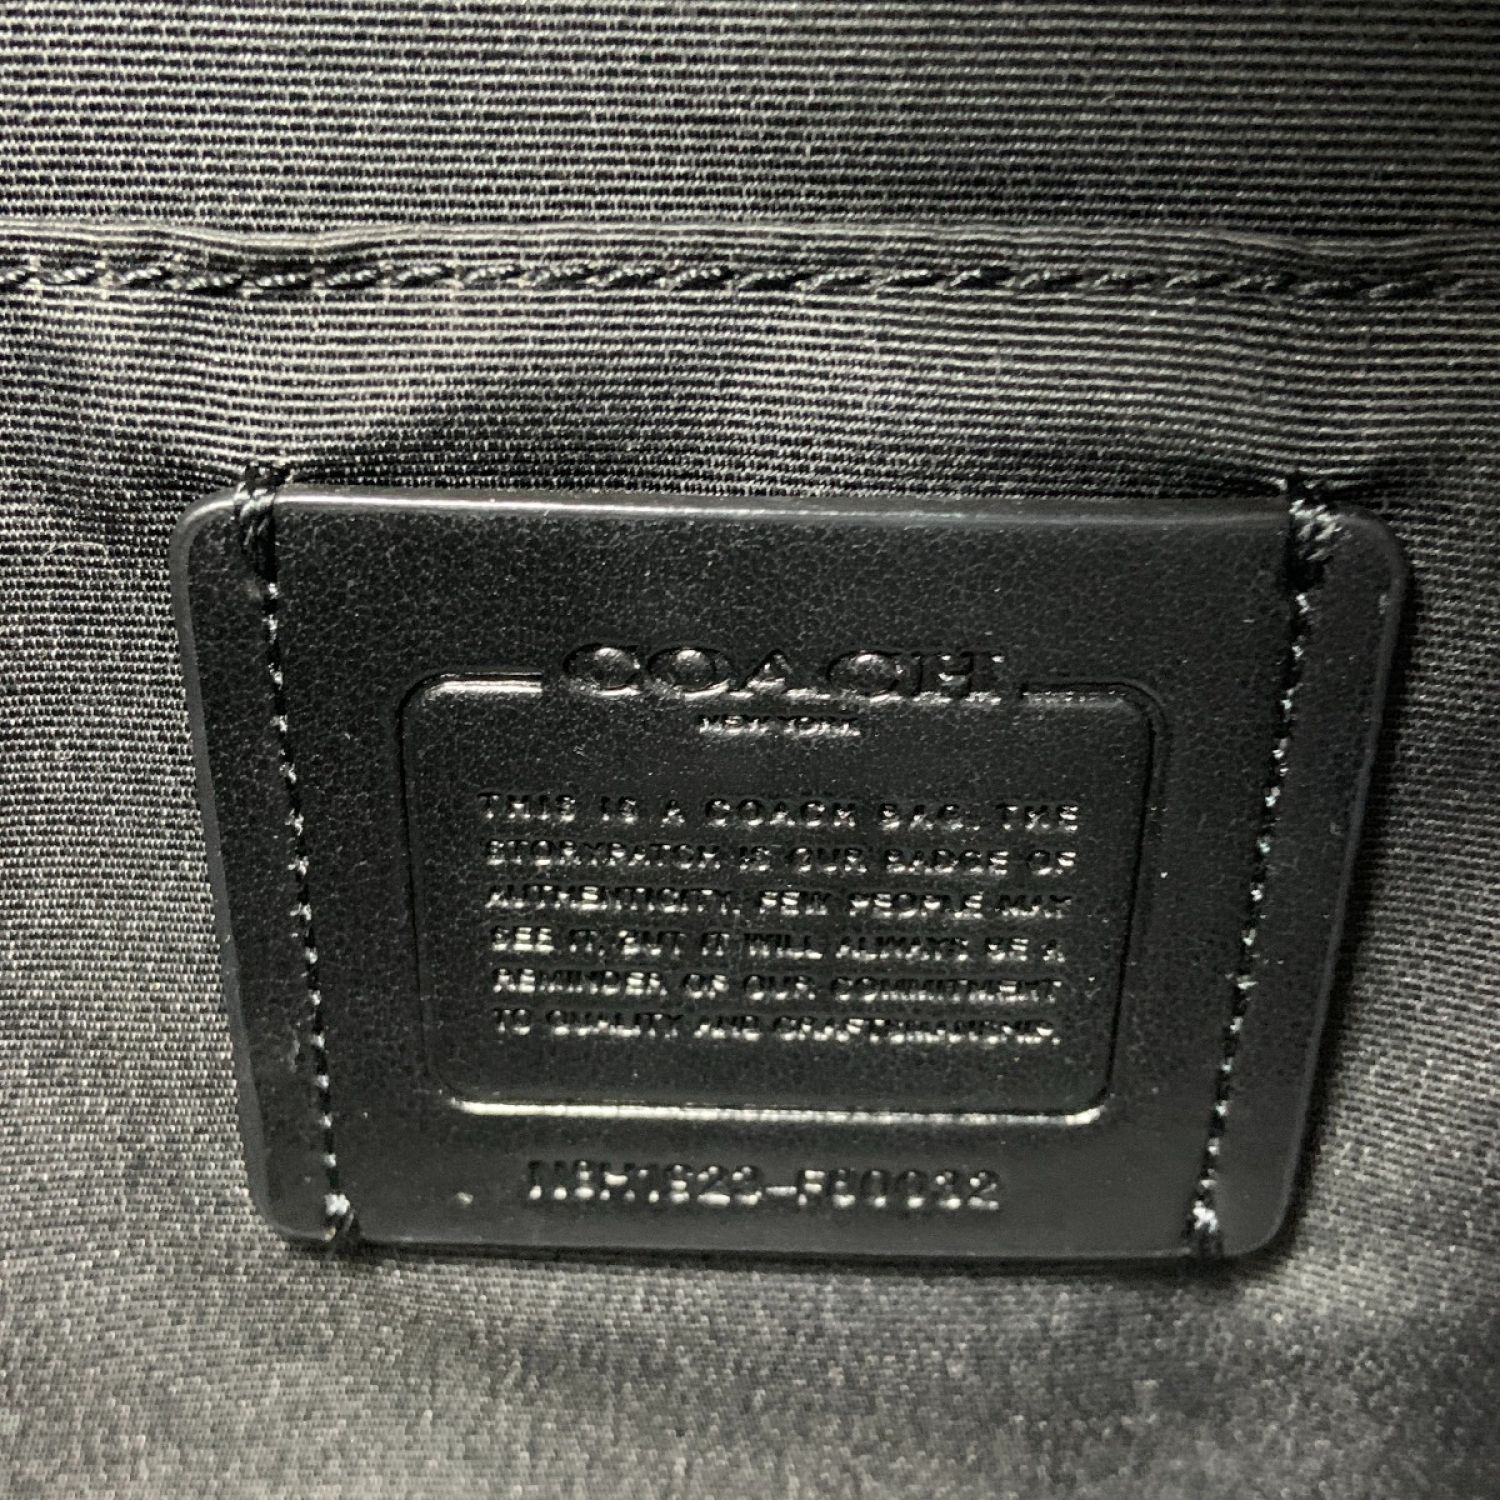 COACH
NEW YORK
THIS IS A COACH BAG. THE
STORYPATCH IS OUR BADGE OF
AUTHENTICITY. FEW PEOPLE MAY
SEE IT, BUT IT WILL ALWAYS BE A
REMINDER OF OUR COMMITMENT
TO QUALITY AND CRAFTSMANSHIP.